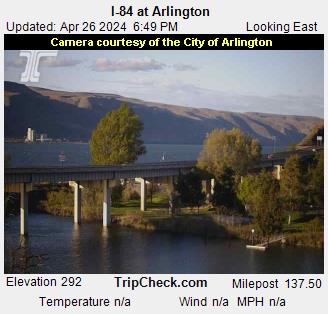 I-84 at Arlington
Updated: Apr 26 2024 6:49 PM Looking East
Camera courtesy of the City of Arlington
Elevation 292 TripCheck.com Milepost 137.50
Temperature n/a Wind n/a MPH n/a